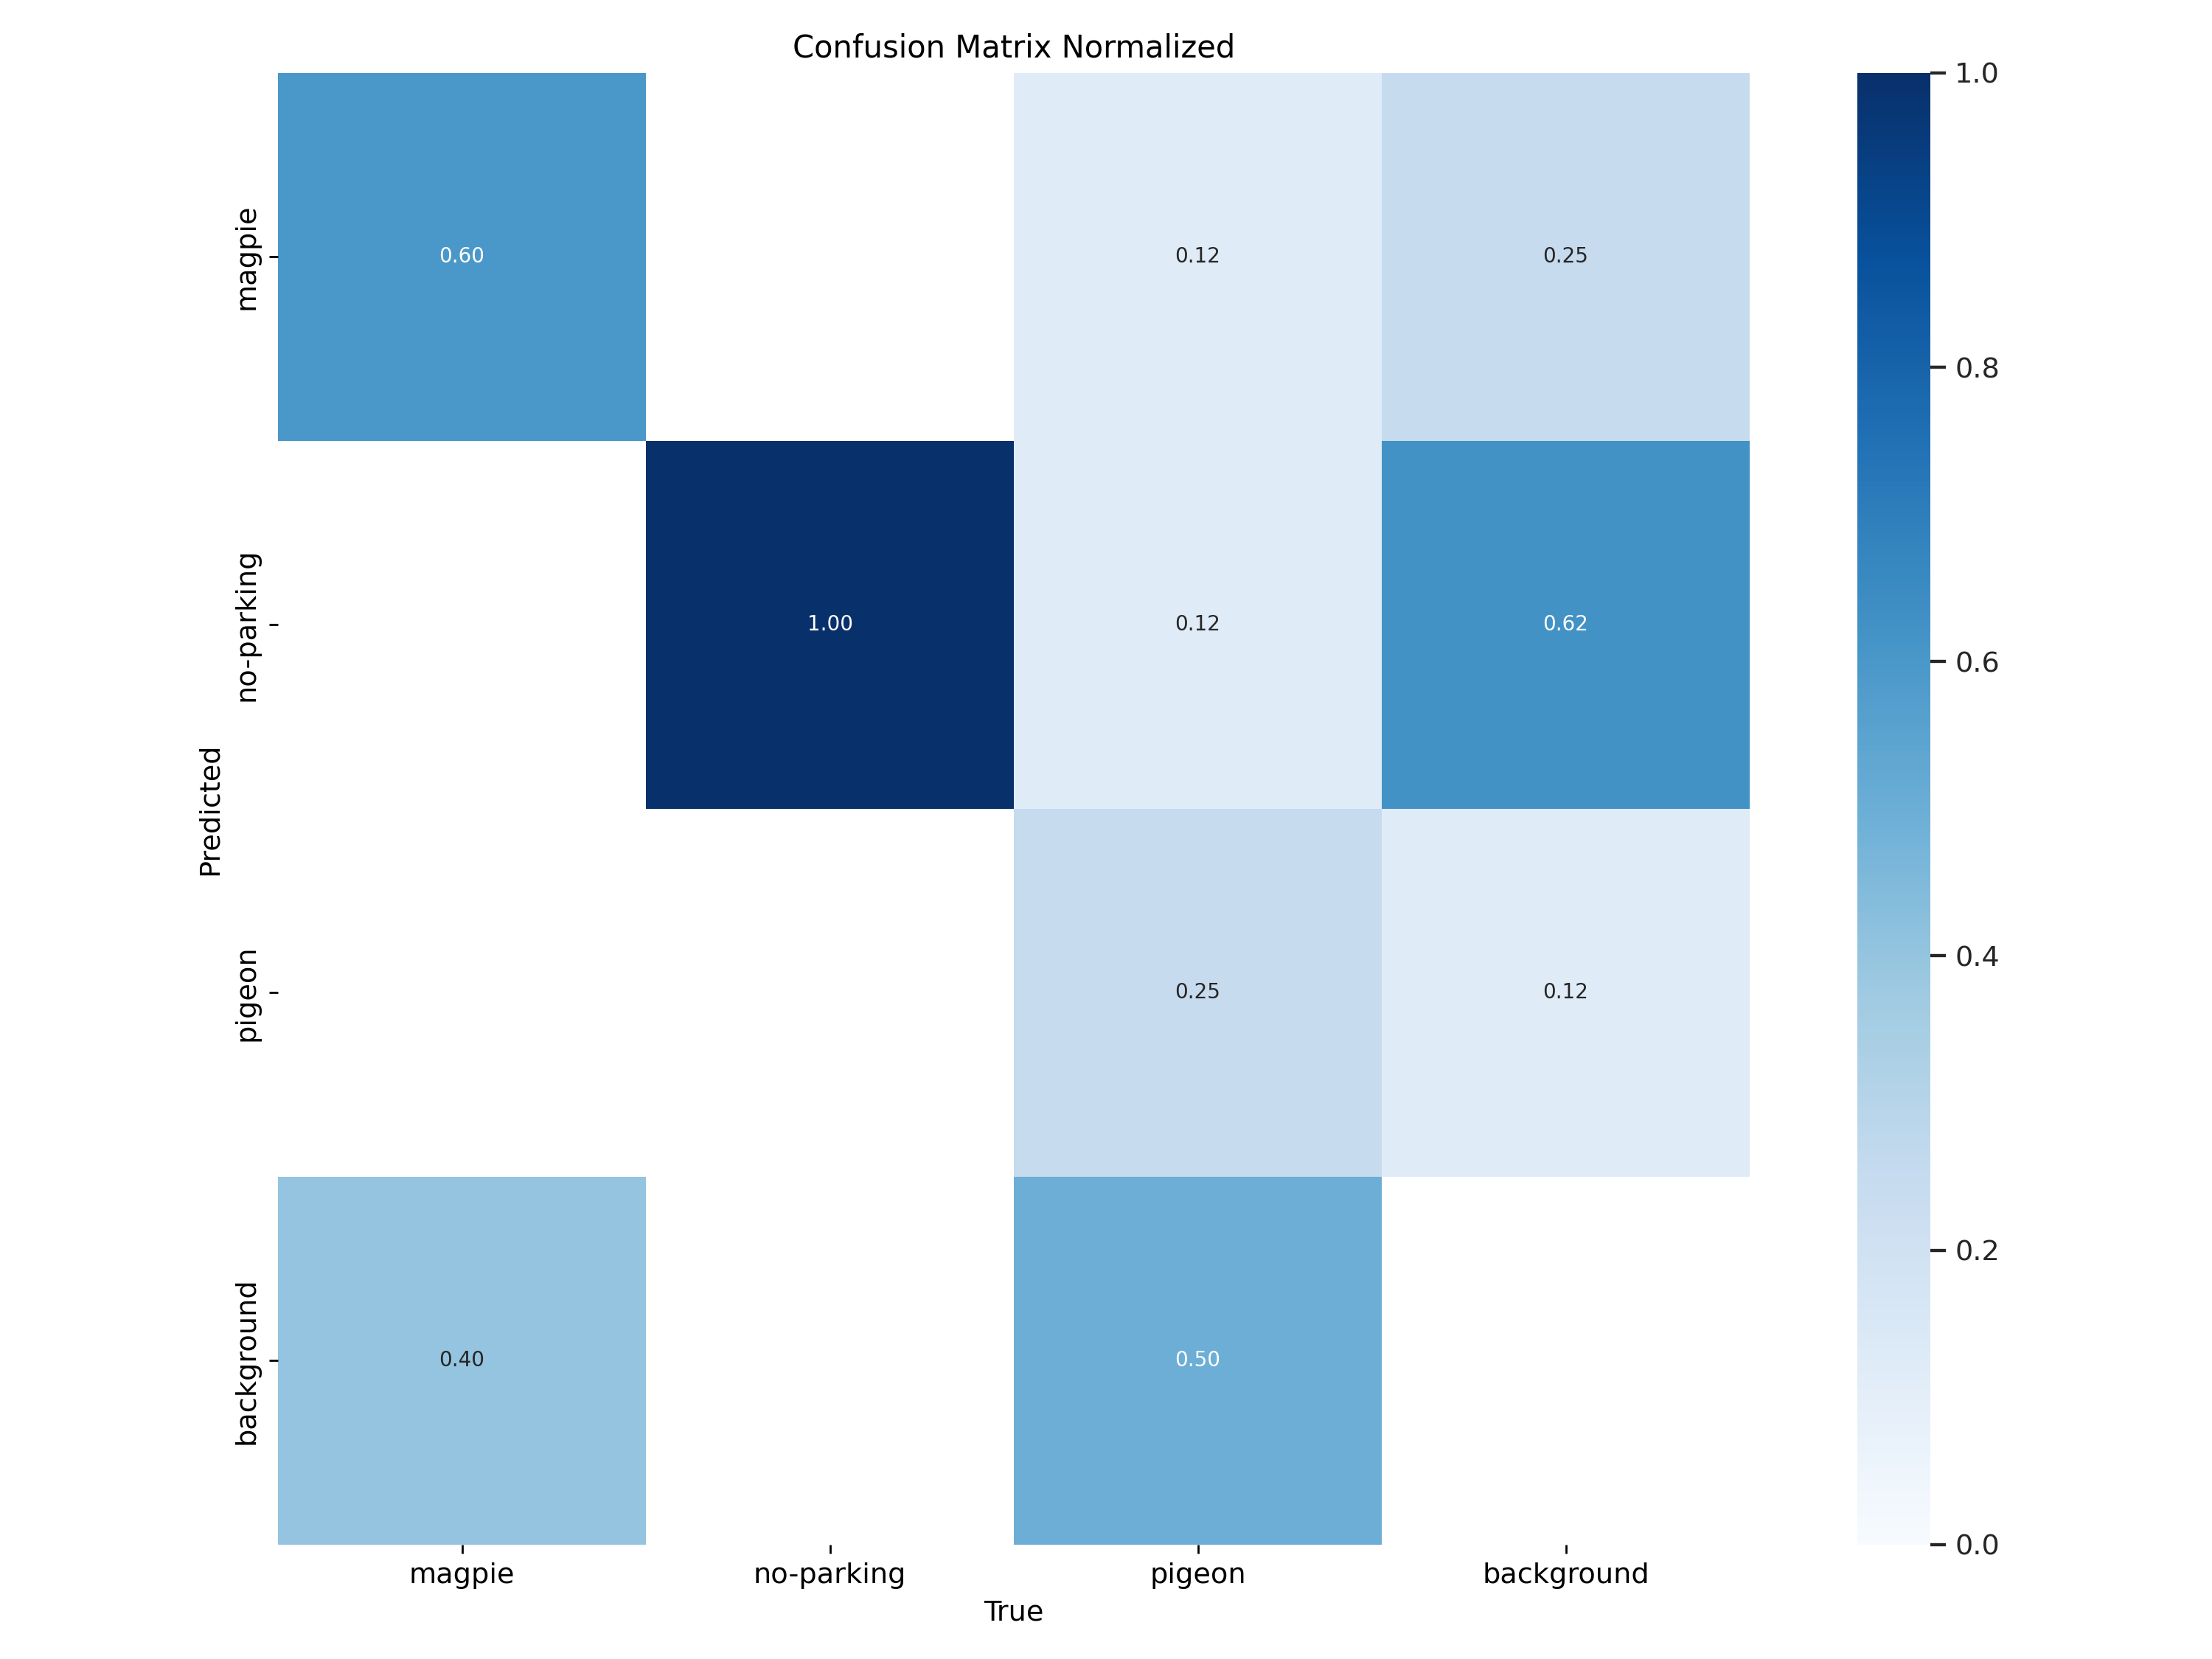 Confusion Matrix Normalized
magpie
0.60
0.12
0.25
no-parking
1.00
0.12
0.62
pigeon
0.25
0.12
background
0.40
0.50
Predicted
magpie
no-parking
pigeon
background
True
1.0
0.8
0.6
0.4
0.2
0.0